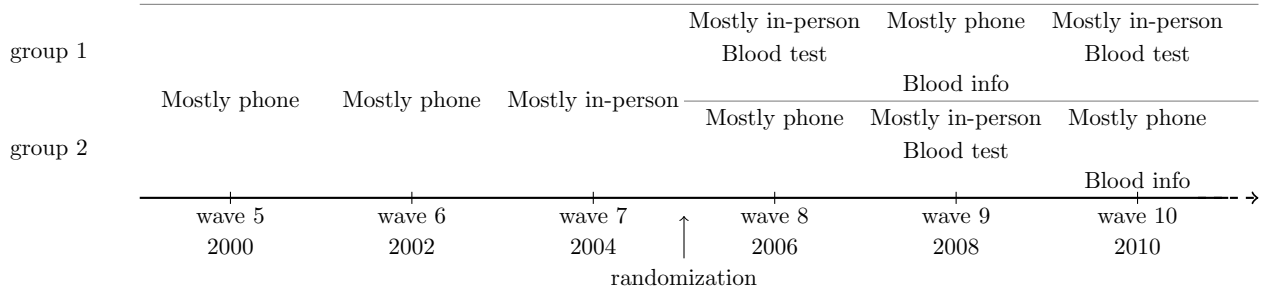 Mostly in-person Mostly phone Mostly in-person
group 1 Blood test Blood test
Blood info
Mostly phone Mostly phone Mostly in-person
Mostly phone Mostly in-person Mostly phone
group 2 Blood test
Blood info
wave 5 wave 6 wave 7 wave 8 wave 9 wave 10
2000 2002 2004 2006 2008 2010
randomization